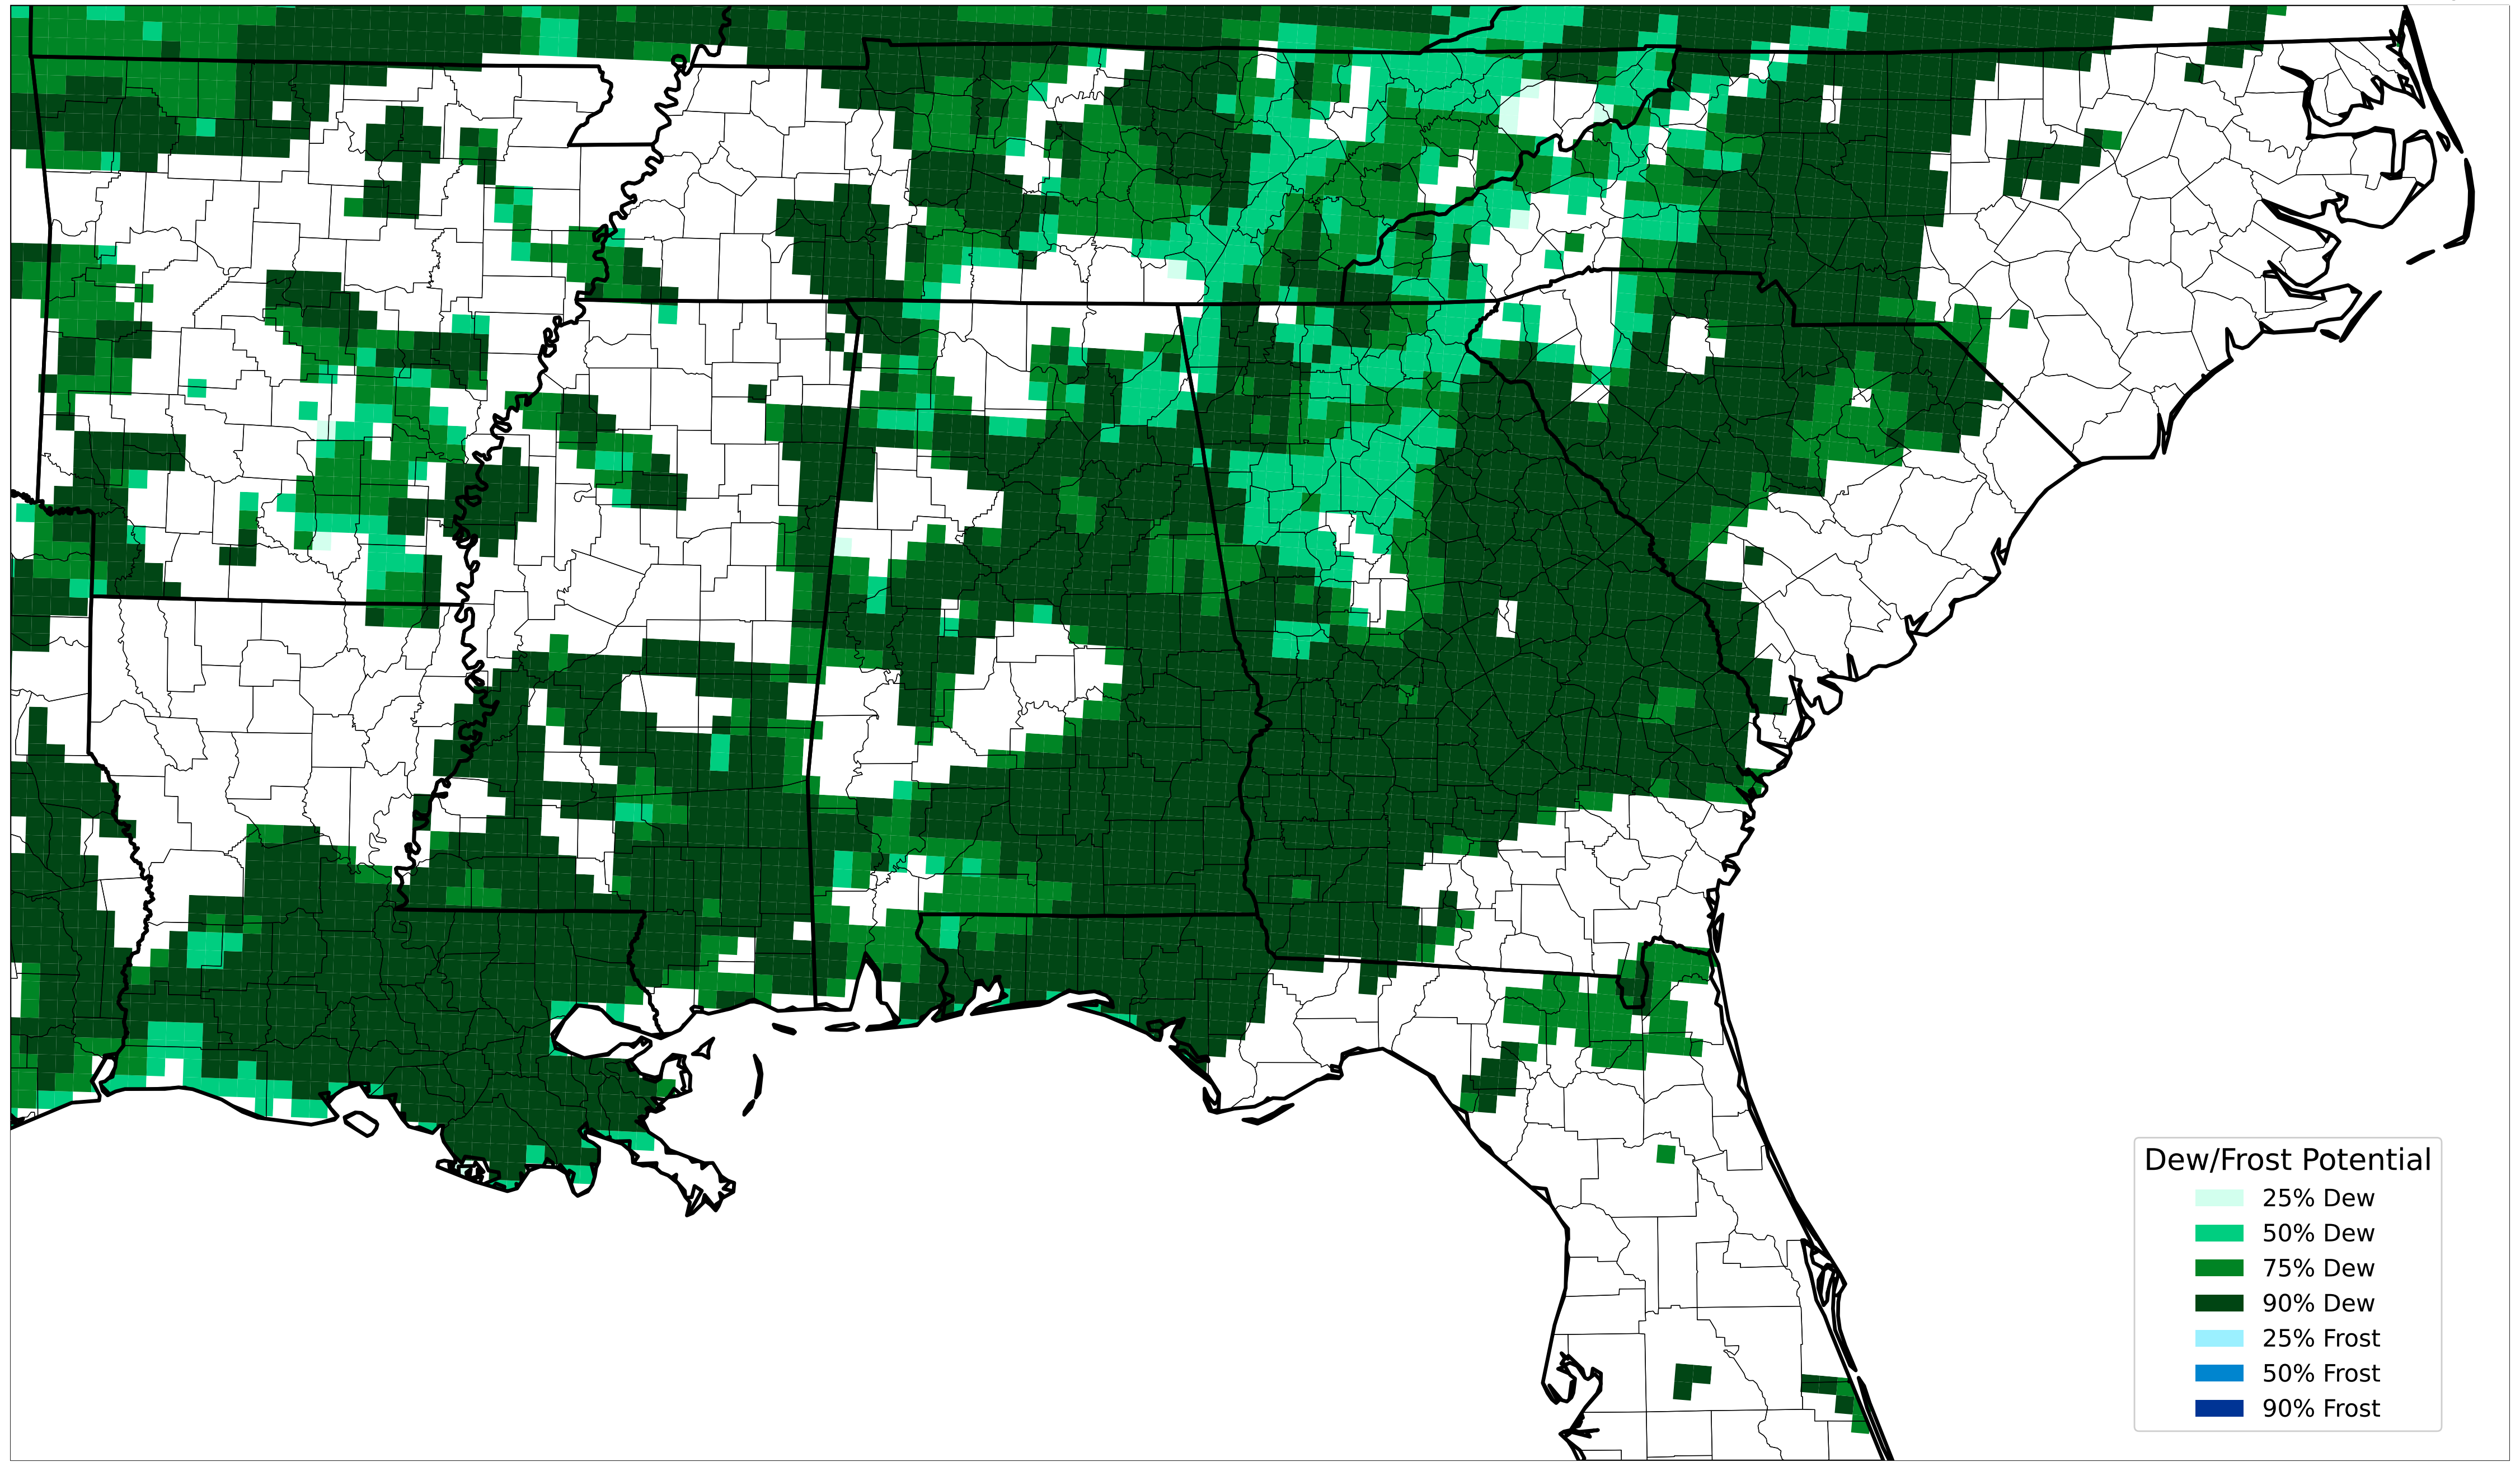 Dew/Frost Potential
25% Dew
50% Dew
75% Dew
90% Dew
25% Frost
50% Frost
90% Frost